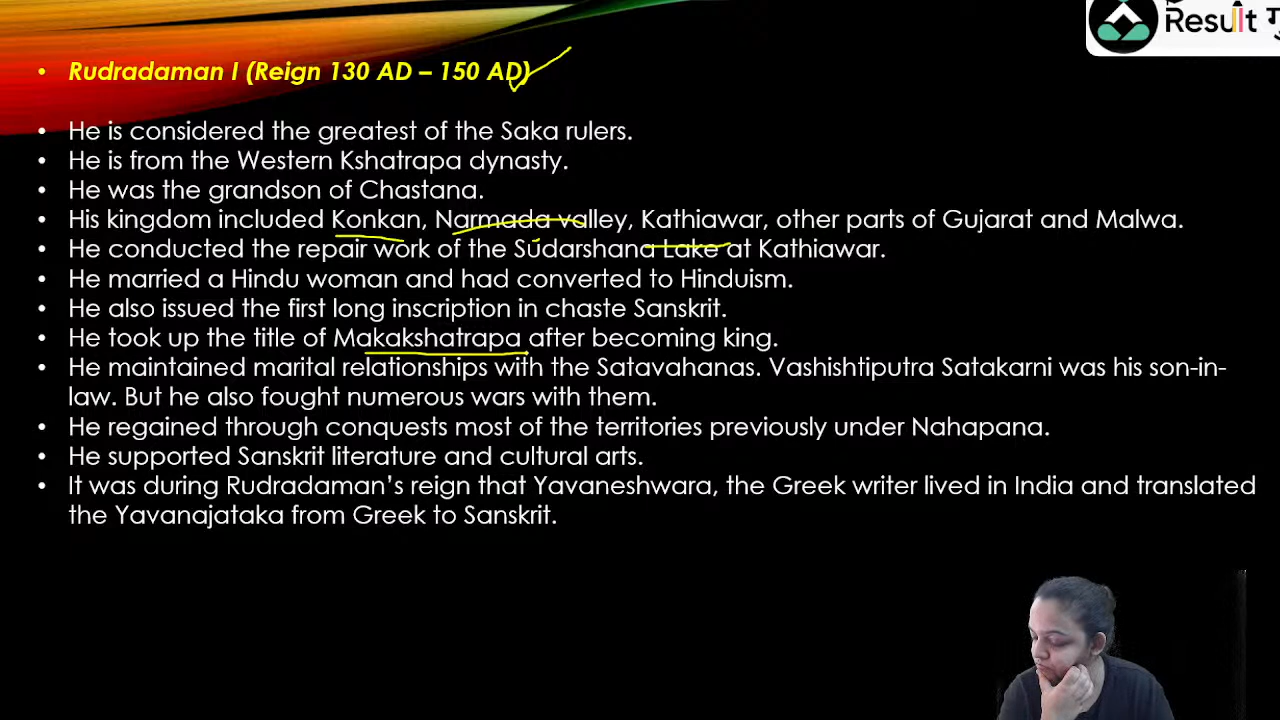 Result
• Rudradaman I (Reign 130 AD – 150 AD)
• He is considered the greatest of the Saka rulers.
• He is from the Western Kshatrapa dynasty.
• He was the grandson of Chastana.
• His kingdom included Konkan, Narmada valley, Kathiawar, other parts of Gujarat and Malwa.
• He conducted the repair work of the Sudarshana Lake at Kathiawar.
• He married a Hindu woman and had converted to Hinduism.
• He also issued the first long inscription in chaste Sanskrit.
• He took up the title of Makakshatrapa after becoming king.
• He maintained marital relationships with the Satavahanas. Vashishtiputra Satakarni was his son-in-
law. But he also fought numerous wars with them.
• He regained through conquests most of the territories previously under Nahapana.
• He supported Sanskrit literature and cultural arts.
• It was during Rudradaman’s reign that Yavaneshwara, the Greek writer lived in India and translated
the Yavanajataka from Greek to Sanskrit.